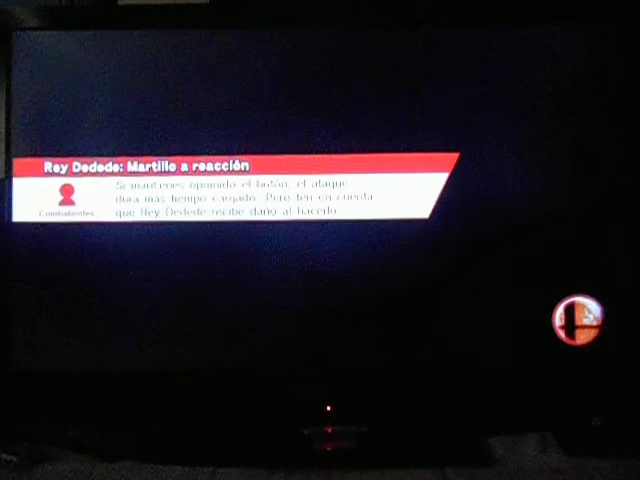 Rey Dedede: Martillo a reacción
Si mantienes oprimido el botón, el ataque
dura más tiempo cargado. Pero ten en cuenta
que Rey Dedede recibe daño al hacerlo.
Combatientes